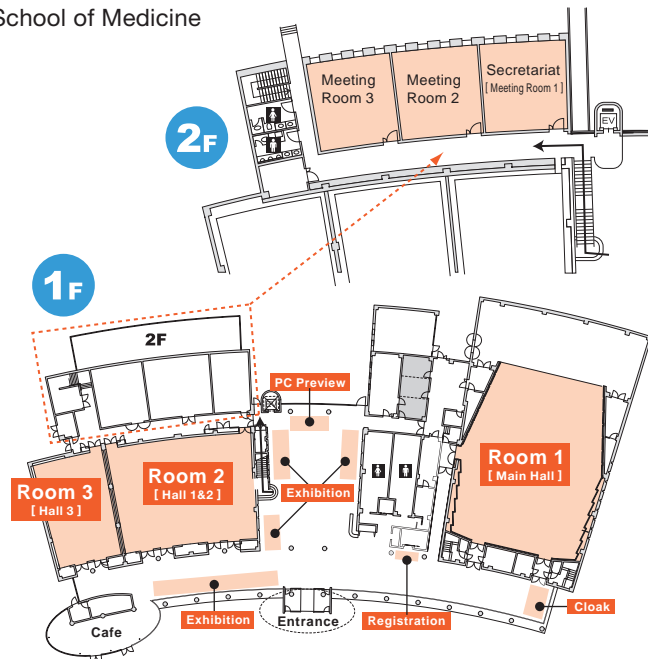 School of Medicine
Meeting
Room 3
Meeting
Room 2
Secretariat
[ Meeting Room 1 ]
EV
2F
1F
2F
PC Preview
Room 1
[ Main Hall ]
Room 2
[ Hall 1&2 ]
Room 3
[ Hall 3 ]
Exhibition
Cafe
Exhibition
Entrance
Registration
Cloak